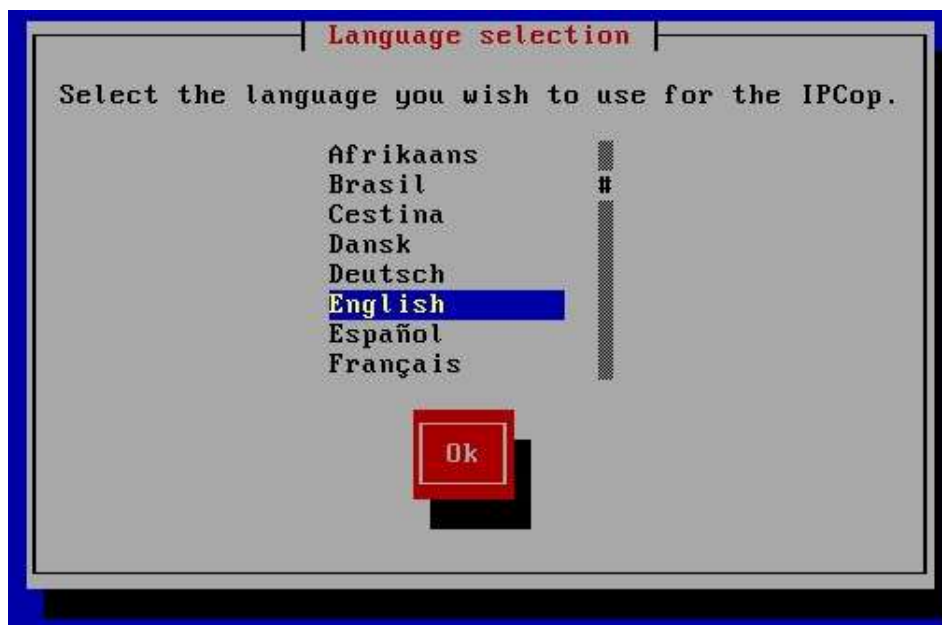 Language selection
Select the language you wish to use for the IPCop.
Afrikaans
Brasil #
Cestina
Dansk
Deutsch
English
Español
Français
Ok